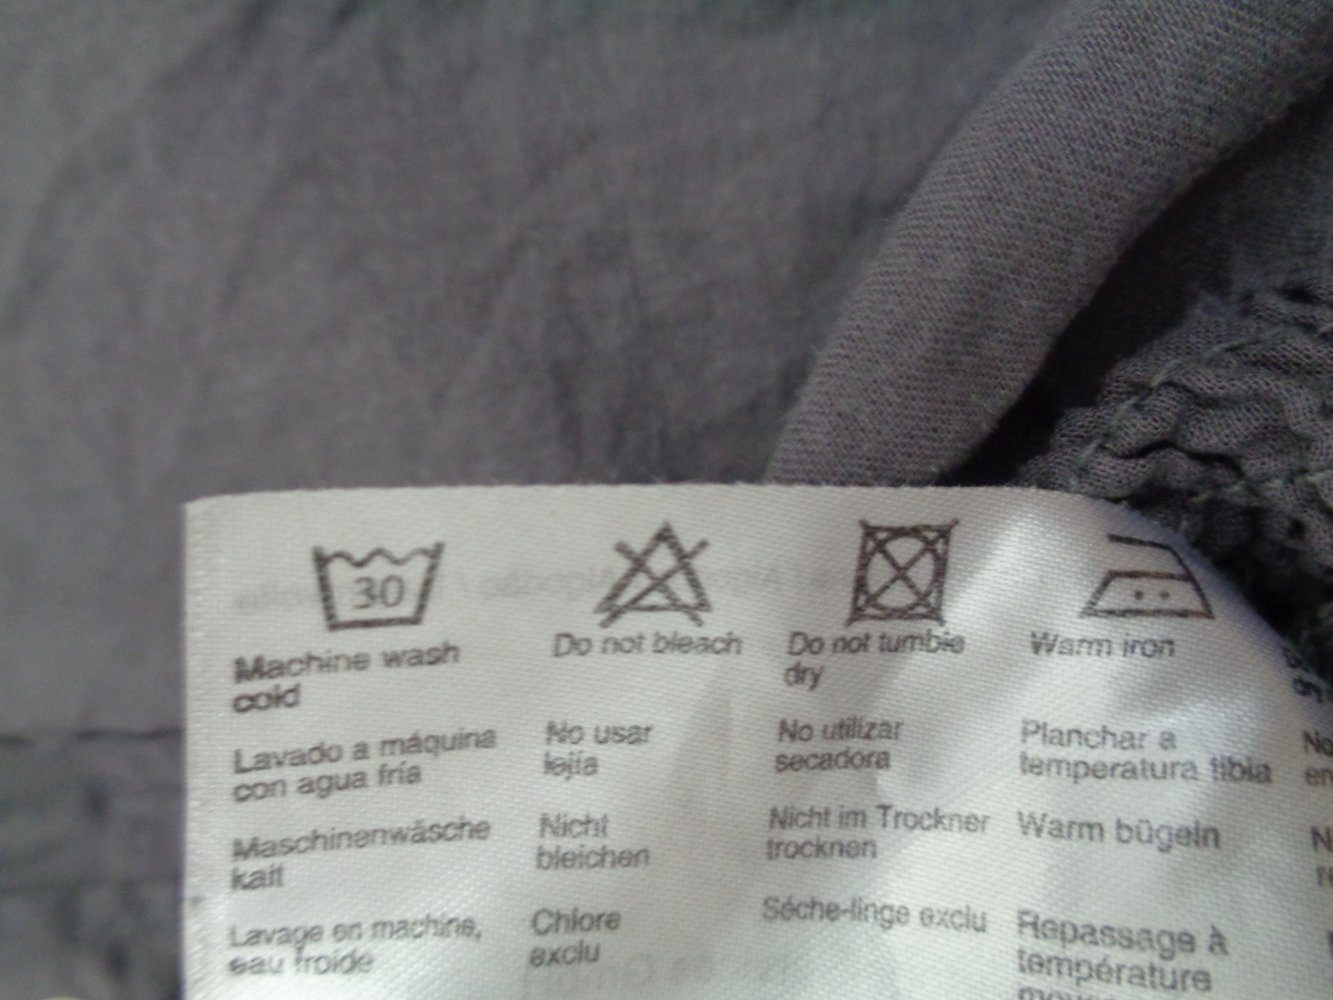 30
Machine wash
cold
Lavado a máquina
con agua fría
Maschinenwäsche
kalt
Lavage en machine,
eau froide
Do not bleach
No usar
lejia
Nicht
bleichen
Chlore
exclu
Do not tumble
dry
No utilizar
secadora
Nicht im Trockner
trocknen
Séche-linge exclu
Warm iron
Planchar a
temperatura tibia
Warm bügeln
Repassage à
température